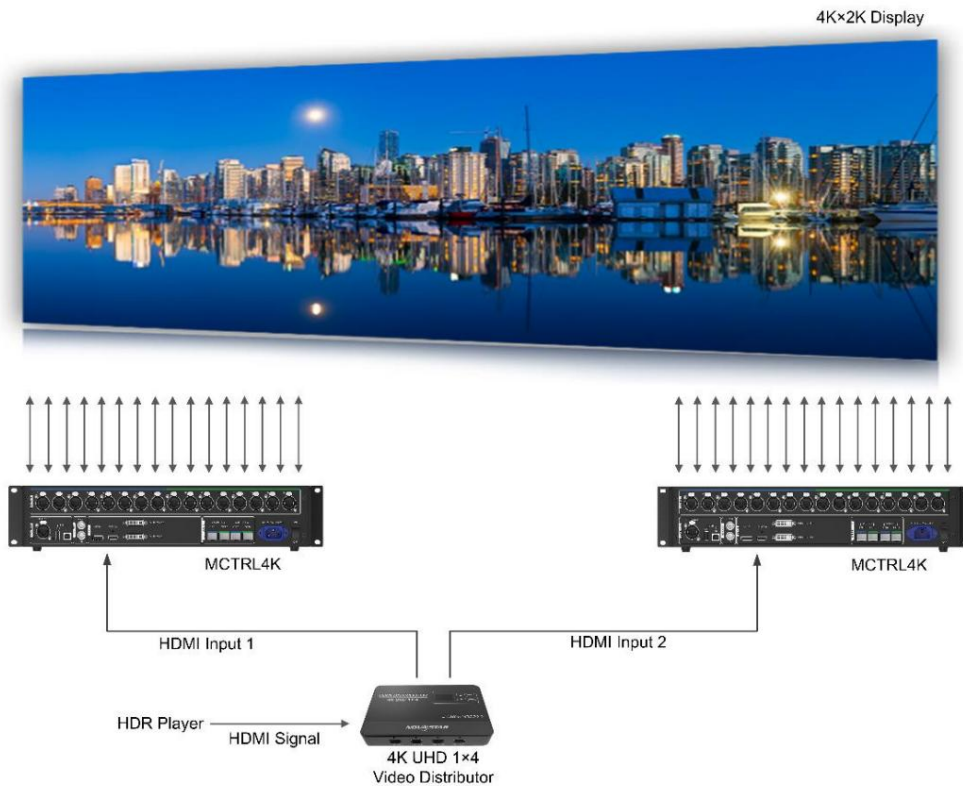 4K×2K Display
MCTRL4K
MCTRL4K
HDMI Input 1
HDMI Input 2
HDR Player
HDMI Signal
NOVASTAR
4K UHD 1×4
Video Distributor